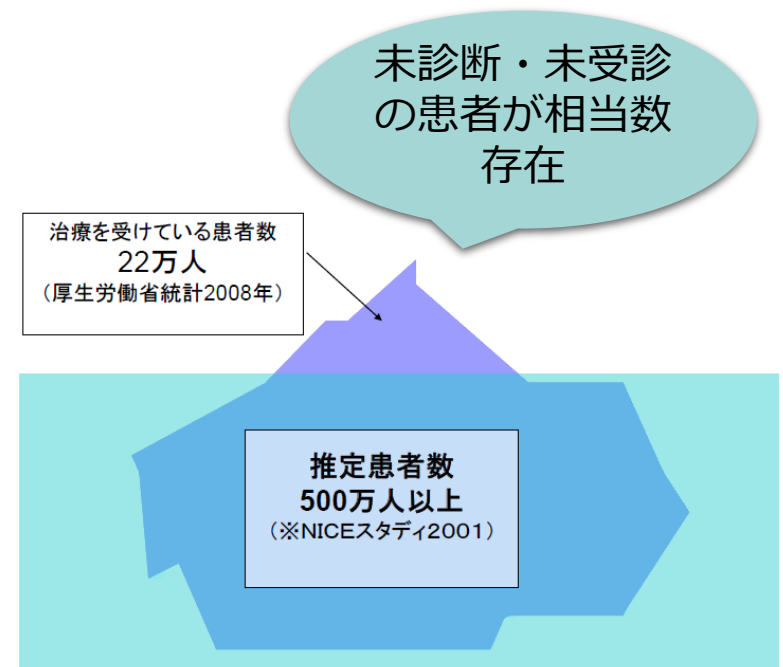 未診断・未受診
の患者が相当数
存在
治療を受けている患者数
22万人
(厚生労働省統計2008年)
推定患者数
500万人以上
(※NICEスタディ2001)